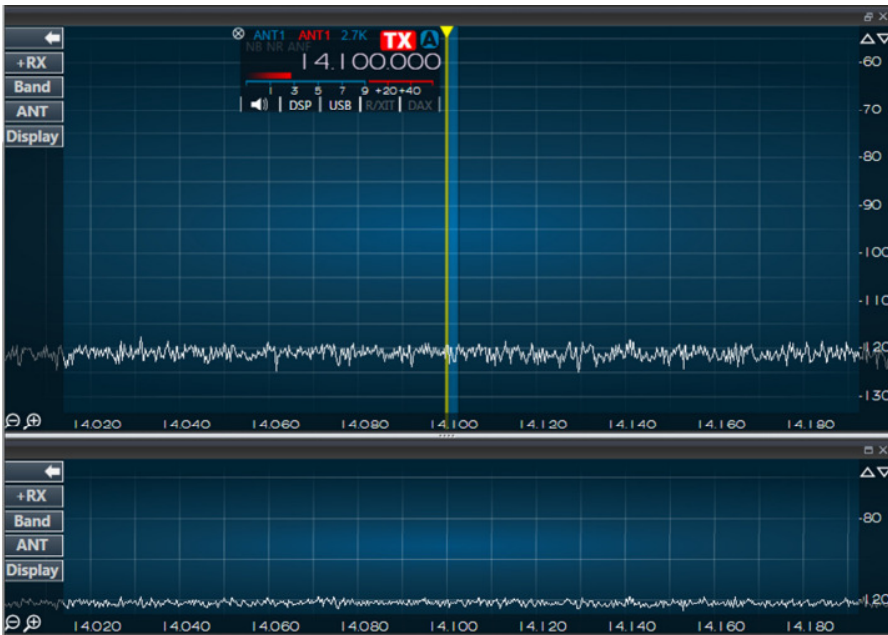 ANT1 ANT1 2.7K TX A
NB NR ANF
14.100.000
1 3 5 7 9 +20 +40
DSP USB R/XIT DAX
+RX
Band
ANT
Display
-60
-70
-80
-90
-100
-110
-120
-130
14.020 14.040 14.060 14.080 14.100 14.120 14.140 14.160 14.180
+RX
Band
ANT
Display
-80
-120
14.020 14.040 14.060 14.080 14.100 14.120 14.140 14.160 14.180